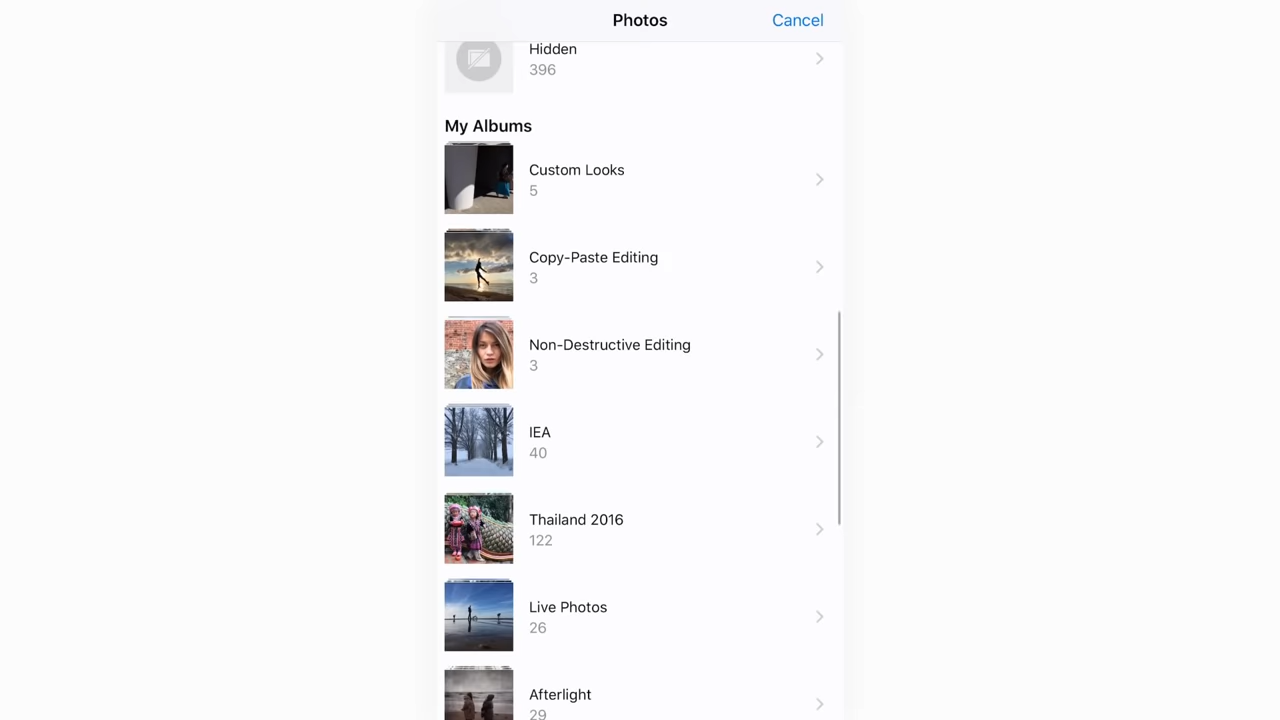 Photos
Cancel
Hidden
396
My Albums
Custom Looks
5
Copy-Paste Editing
3
Non-Destructive Editing
3
IEA
40
Thailand 2016
122
Live Photos
26
Afterlight
29